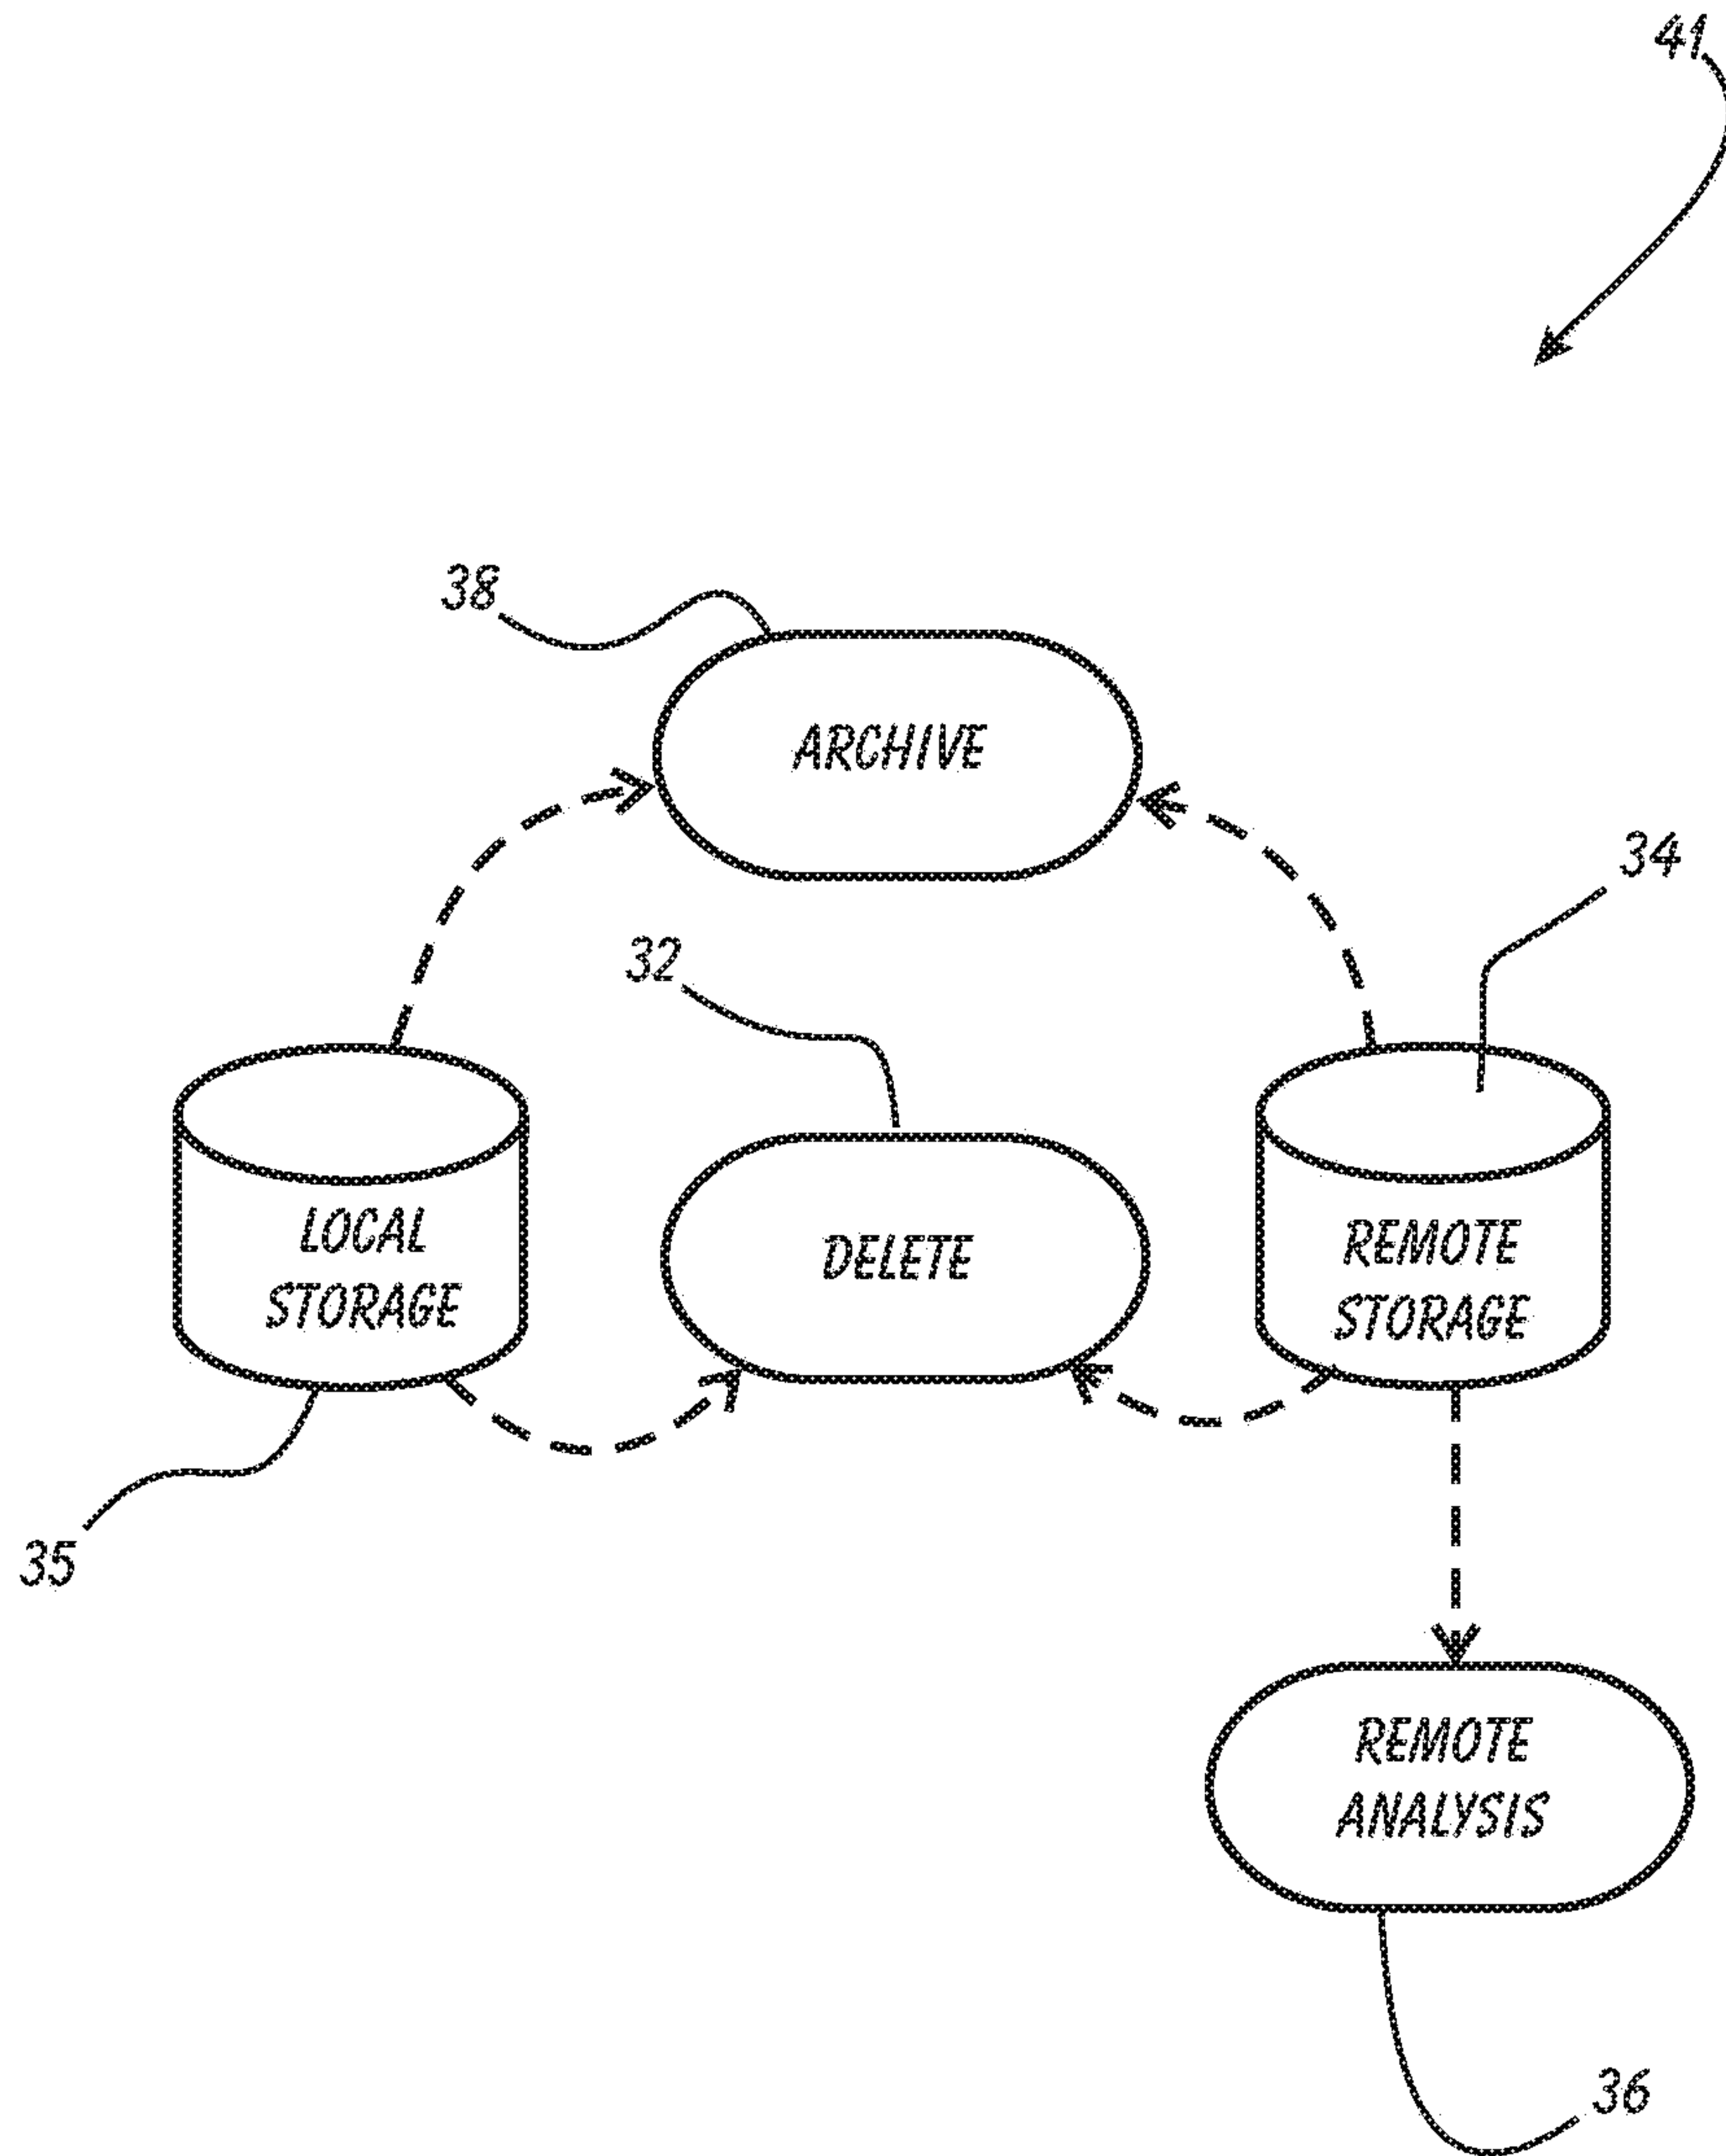 41
38
ARCHIVE
34
32
LOCAL
STORAGE
DELETE
REMOTE
STORAGE
35
REMOTE
ANALYSIS
36